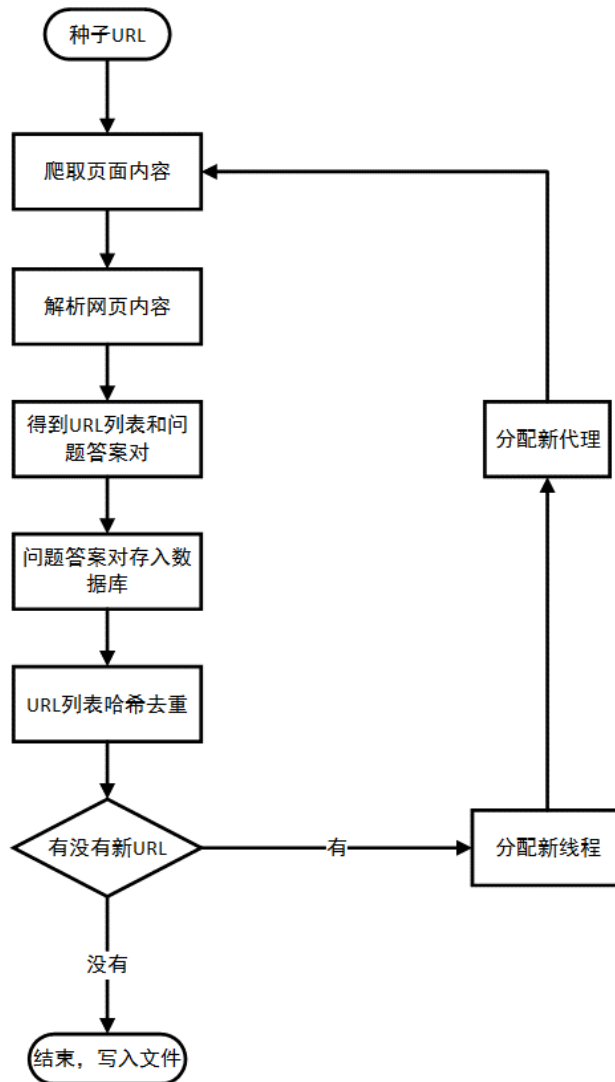 种子URL
爬取页面内容
解析网页内容
得到URL列表和问
题答案对
分配新代理
问题答案对存入数
据库
URL列表哈希去重
有没有新URL
有
分配新线程
没有
结束，写入文件